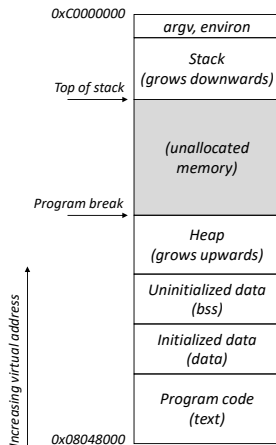 0xC0000000
argv, environ
Stack
(grows downwards)
Top of stack
(unallocated
memory)
Program break
Heap
(grows upwards)
Uninitialized data
(bss)
Initialized data
(data)
Program code
(text)
0x08048000
Increasing virtual address